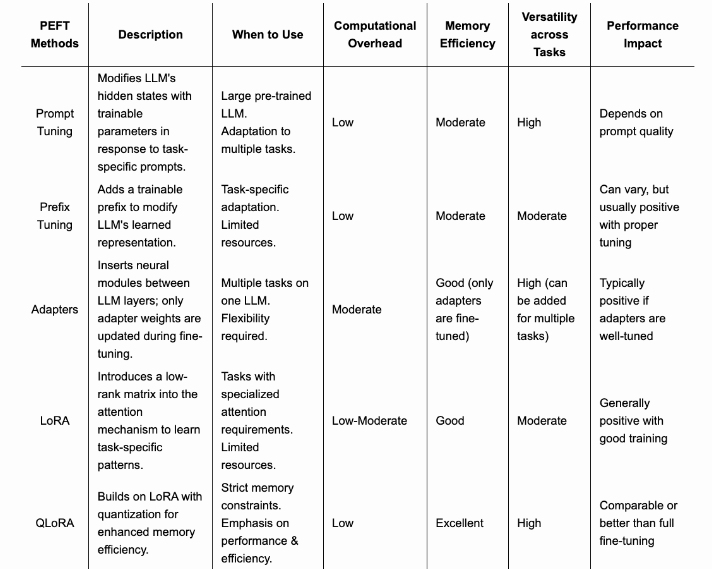 PEFT Methods
Description
When to Use
Computational Overhead
Memory Efficiency
Versatility across Tasks
Performance Impact
Prompt Tuning
Modifies LLM's
hidden states with
trainable
parameters in
response to task-
specific prompts.
Large pre-trained
LLM.
Adaptation to
multiple tasks.
Low
Moderate
High
Depends on
prompt quality
Prefix Tuning
Adds a trainable
prefix to modify
LLM's learned
representation.
Task-specific
adaptation.
Limited
resources.
Low
Moderate
Moderate
Can vary, but
usually positive
with proper
tuning
Adapters
Inserts neural
modules between
LLM layers; only
adapter weights are
updated during fine-
tuning.
Multiple tasks on
one LLM.
Flexibility
required.
Moderate
Good (only
adapters
are fine-
tuned)
High (can
be added
for multiple
tasks)
Typically
positive if
adapters are
well-tuned
LoRA
Introduces a low-
rank matrix into the
attention
mechanism to learn
task-specific
patterns.
Tasks with
specialized
attention
requirements.
Limited
resources.
Low-Moderate
Good
Moderate
Generally
positive with
good training
QLoRA
Builds on LoRA with
quantization for
enhanced memory
efficiency.
Strict memory
constraints.
Emphasis on
performance &
efficiency.
Low
Excellent
High
Comparable or
better than full
fine-tuning